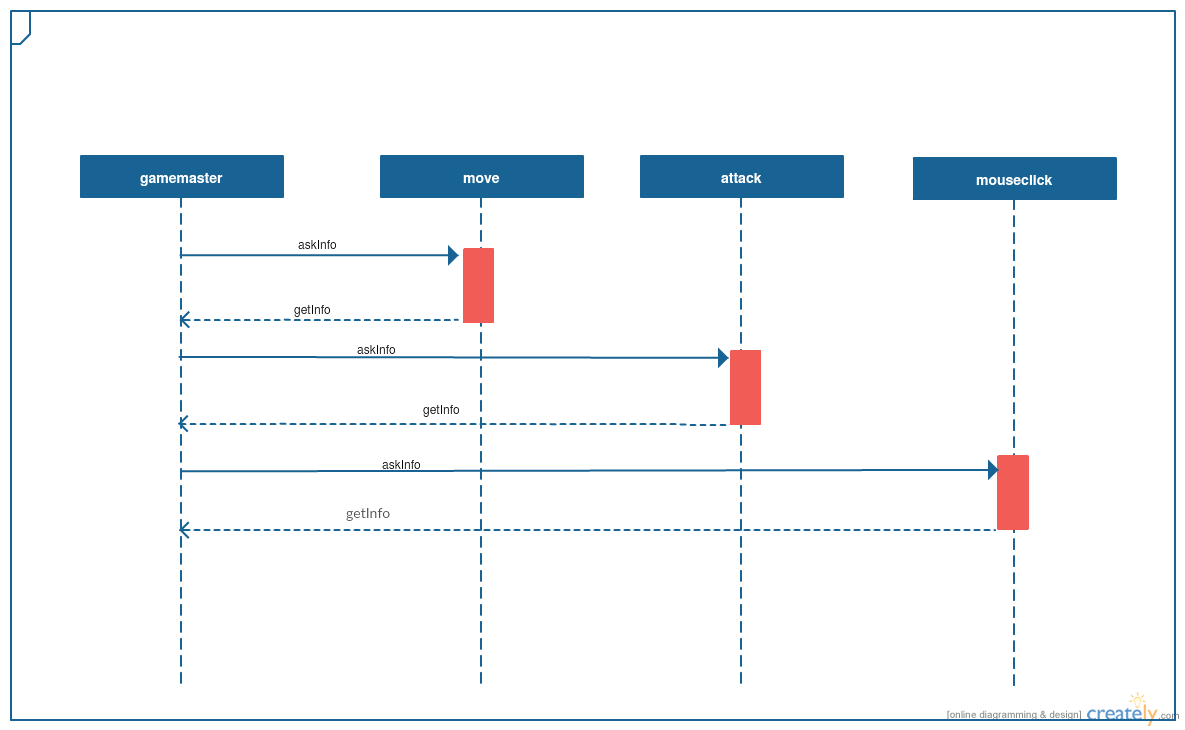 gamemaster
move
attack
mouseclick
askInfo
getInfo
askInfo
getInfo
askInfo
getInfo
[online diagramming & design] creately.com